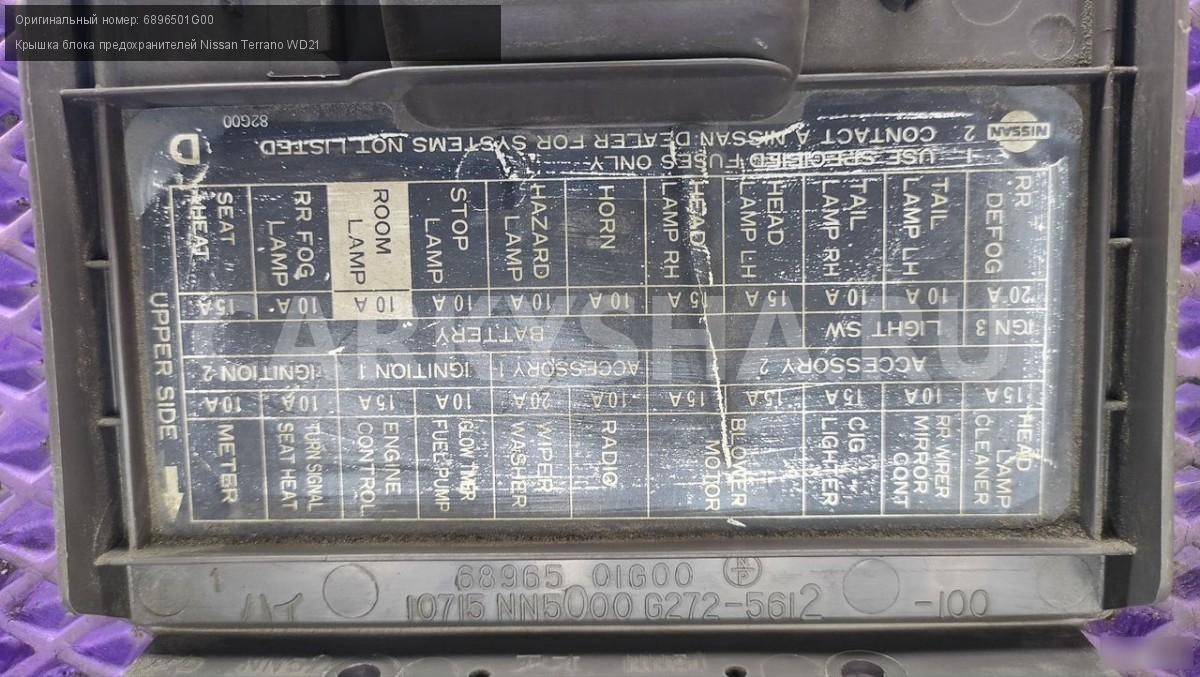 Оригинальный номер: 6896501G00
Крышка блока предохранителей Nissan Terrano WD21
82G00
D
NISSAN
1 USE SPECIFIED FUSES ONLY
2 CONTACT A NISSAN DEALER FOR SYSTEMS NOT LISTED
SEAT HEAT
RR FOG LAMP
ROOM LAMP
STOP LAMP
HAZARD LAMP
HORN
HEAD LAMP RH
HEAD LAMP LH
TAIL LAMP RH
TAIL LAMP LH
RR DEFOG
15A 10A 10A 10A 10A 10A 15A 15A 10A 10A 20A
BATTERY LIGHT SW IGN 3
IGNITION 2 IGNITION 1 ACCESSORY 1 ACCESSORY 2
10A 10A 15A 10A 20A 10A 15A 15A 15A 10A 15A
METER
TURN SIGNAL SEAT HEAT
ENGINE CONTROL
GLOW TIMER FUEL PUMP
WIPER WASHER
RADIO
BLOWER MOTOR
CIG LIGHTER
RR WIPER MIRROR CONT
HEAD LAMP CLEANER
UPPER SIDE
CARKYSHA.RU
68965 01G00 N P
10715 NN5000 G272-5612 -100
1